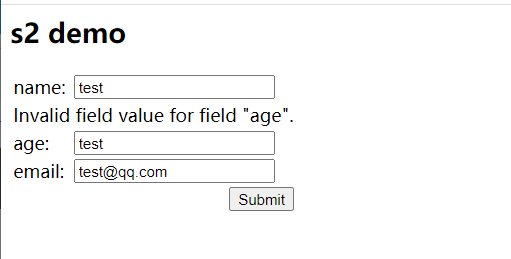 s2 demo
name: test
Invalid field value for field "age".
age: test
email: test@qq.com
Submit